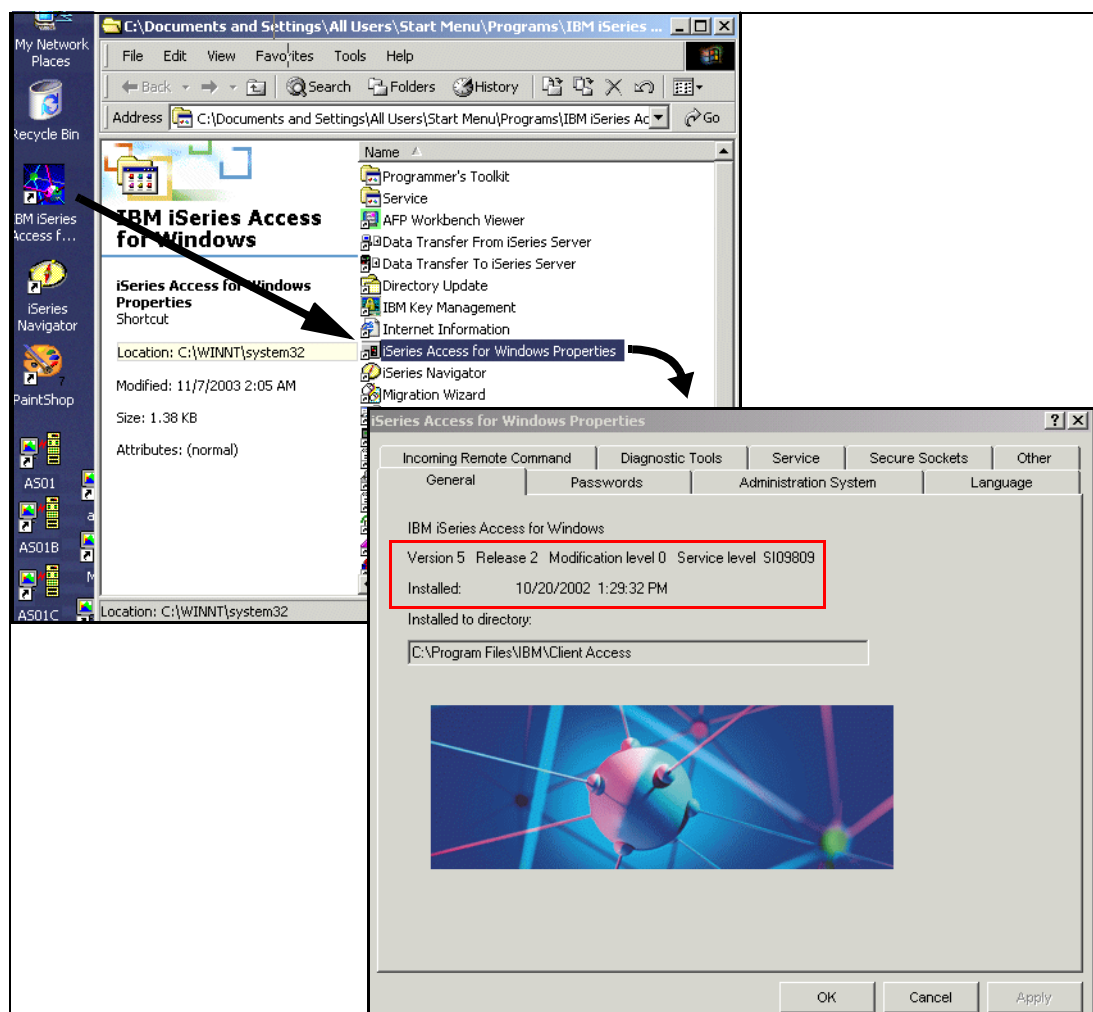 My Network
Places
Recycle Bin
IBM iSeries
Access f...
iSeries
Navigator
PaintShop
7
AS01
AS01B
AS01C
C:\Documents and Settings\All Users\Start Menu\Programs\IBM iSeries ...
File Edit View Favorites Tools Help
Back Search Folders History
Address C:\Documents and Settings\All Users\Start Menu\Programs\IBM iSeries Ac Go
IBM iSeries Access
for Windows
iSeries Access for Windows
Properties
Shortcut
Location: C:\WINNT\system32
Modified: 11/7/2003 2:05 AM
Size: 1.38 KB
Attributes: (normal)
Name
Programmer's Toolkit
Service
AFP Workbench Viewer
Data Transfer From iSeries Server
Data Transfer To iSeries Server
Directory Update
IBM Key Management
Internet Information
iSeries Access for Windows Properties
iSeries Navigator
Migration Wizard
Location: C:\WINNT\system32
iSeries Access for Windows Properties
Incoming Remote Command Diagnostic Tools Service Secure Sockets Other
General Passwords Administration System Language
IBM iSeries Access for Windows
Version 5 Release 2 Modification level 0 Service level SI09809
Installed: 10/20/2002 1:29:32 PM
Installed to directory:
C:\Program Files\IBM\Client Access
OK Cancel Apply